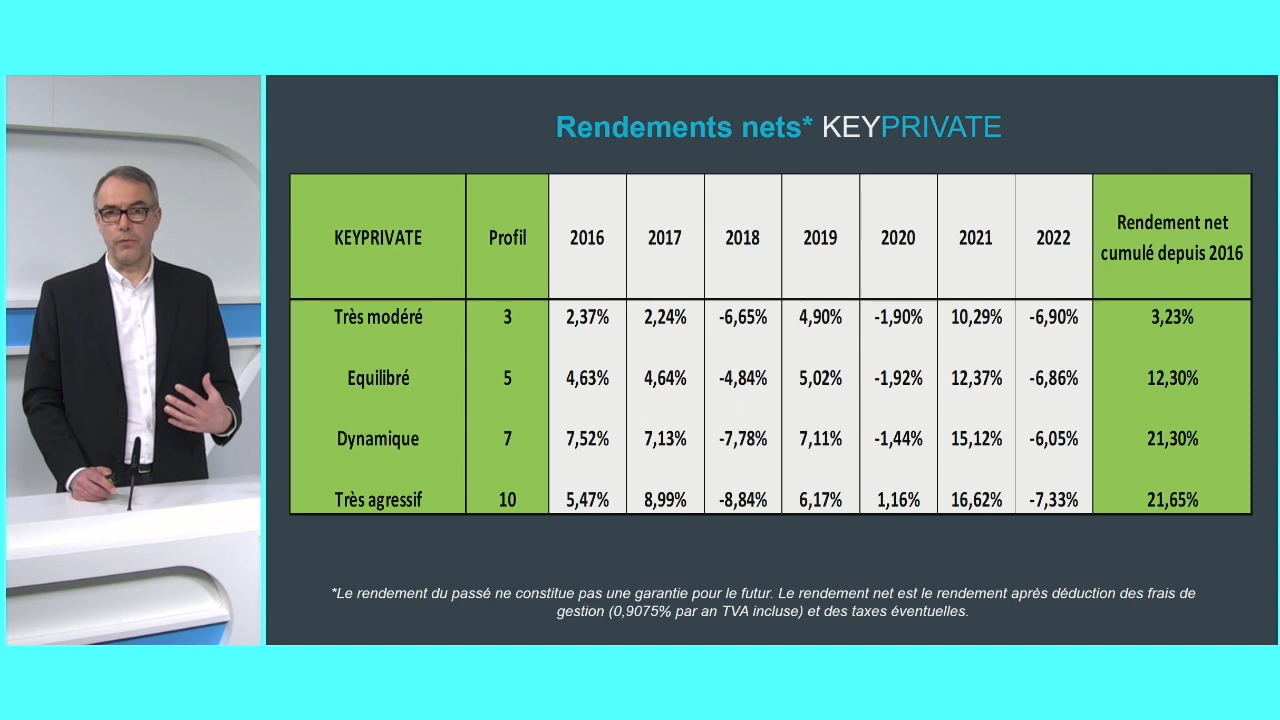 Rendements nets* KEYPRIVATE
KEYPRIVATE Profil 2016 2017 2018 2019 2020 2021 2022 Rendement net
cumulé depuis 2016
Très modéré 3 2,37% 2,24% -6,65% 4,90% -1,90% 10,29% -6,90% 3,23%
Equilibré 5 4,63% 4,64% -4,84% 5,02% -1,92% 12,37% -6,86% 12,30%
Dynamique 7 7,52% 7,13% -7,78% 7,11% -1,44% 15,12% -6,05% 21,30%
Très agressif 10 5,47% 8,99% -8,84% 6,17% 1,16% 16,62% -7,33% 21,65%
*Le rendement du passé ne constitue pas une garantie pour le futur. Le rendement net est le rendement après déduction des frais de
gestion (0,9075% par an TVA incluse) et des taxes éventuelles.